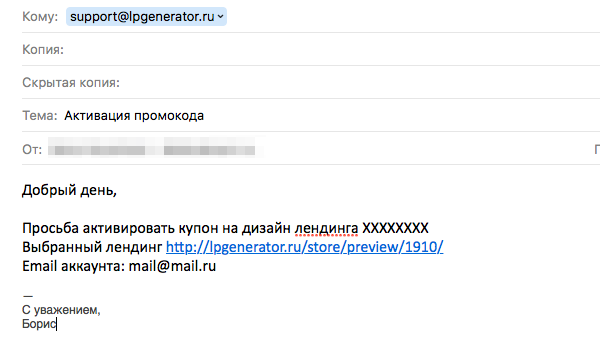 Кому: support@lpgenerator.ru
Копия:
Скрытая копия:
Тема: Активация промокода
От:
Добрый день,
Просьба активировать купон на дизайн лендинга XXXXXXXX
Выбранный лендинг http://lpgenerator.ru/store/preview/1910/
Email аккаунта: mail@mail.ru
—
С уважением,
Борис